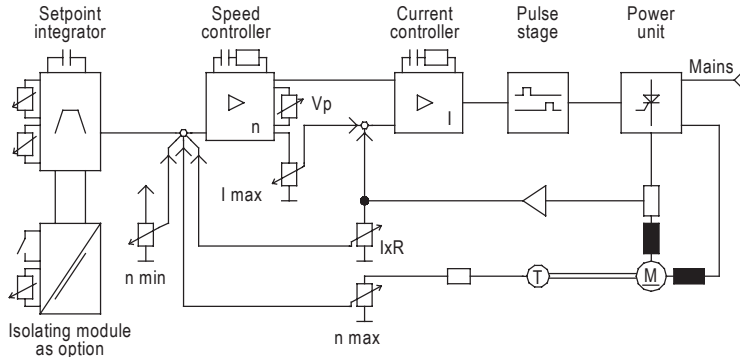 Setpoint
integrator
Speed
controller
Current
controller
Pulse
stage
Power
unit
Mains
Vp
n
I
I max
n min
IxR
T
M
n max
Isolating module
as option